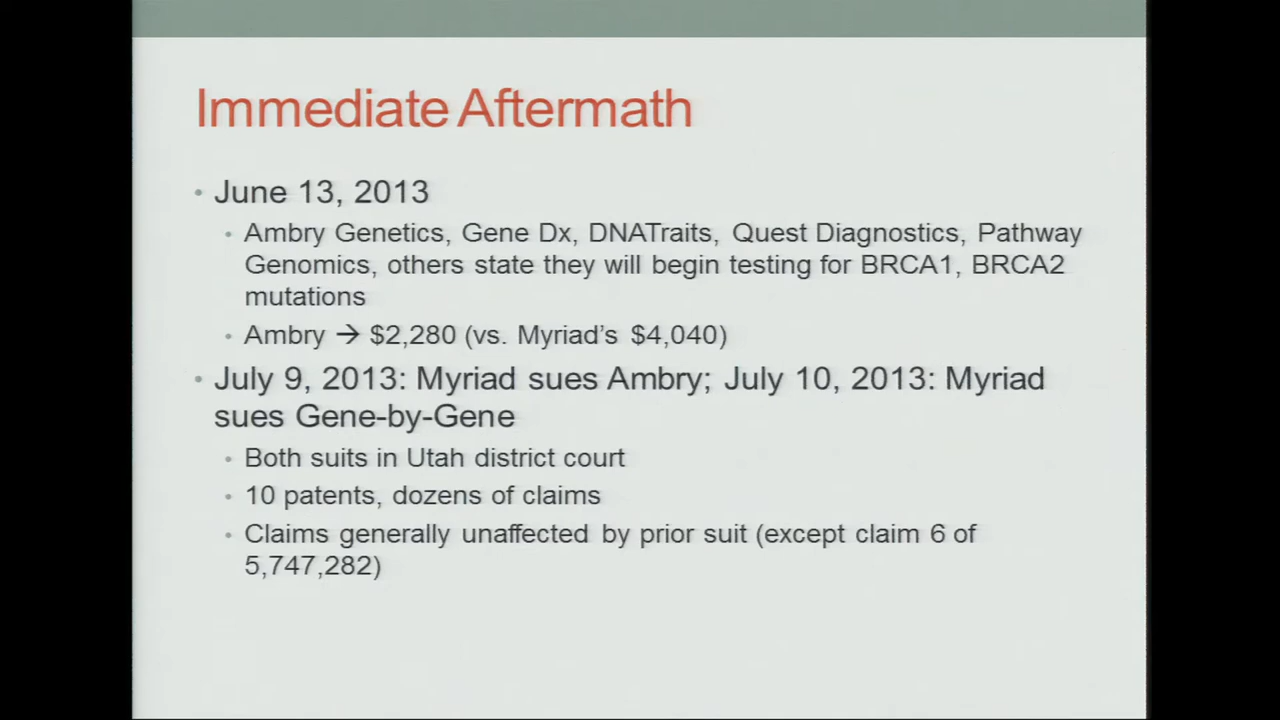 Immediate Aftermath
• June 13, 2013
• Ambry Genetics, Gene Dx, DNATraits, Quest Diagnostics, Pathway
Genomics, others state they will begin testing for BRCA1, BRCA2
mutations
• Ambry → $2,280 (vs. Myriad's $4,040)
• July 9, 2013: Myriad sues Ambry; July 10, 2013: Myriad
sues Gene-by-Gene
• Both suits in Utah district court
• 10 patents, dozens of claims
• Claims generally unaffected by prior suit (except claim 6 of
5,747,282)